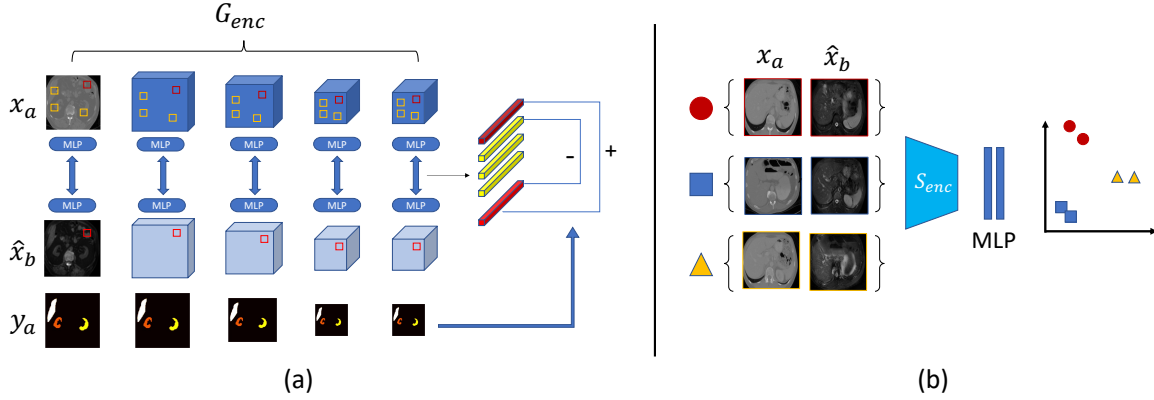 G_enc
x_a
MLP MLP MLP MLP MLP
- +
MLP MLP MLP MLP MLP
x̂_b
y_a
(a)
x_a x̂_b
S_enc
MLP
(b)